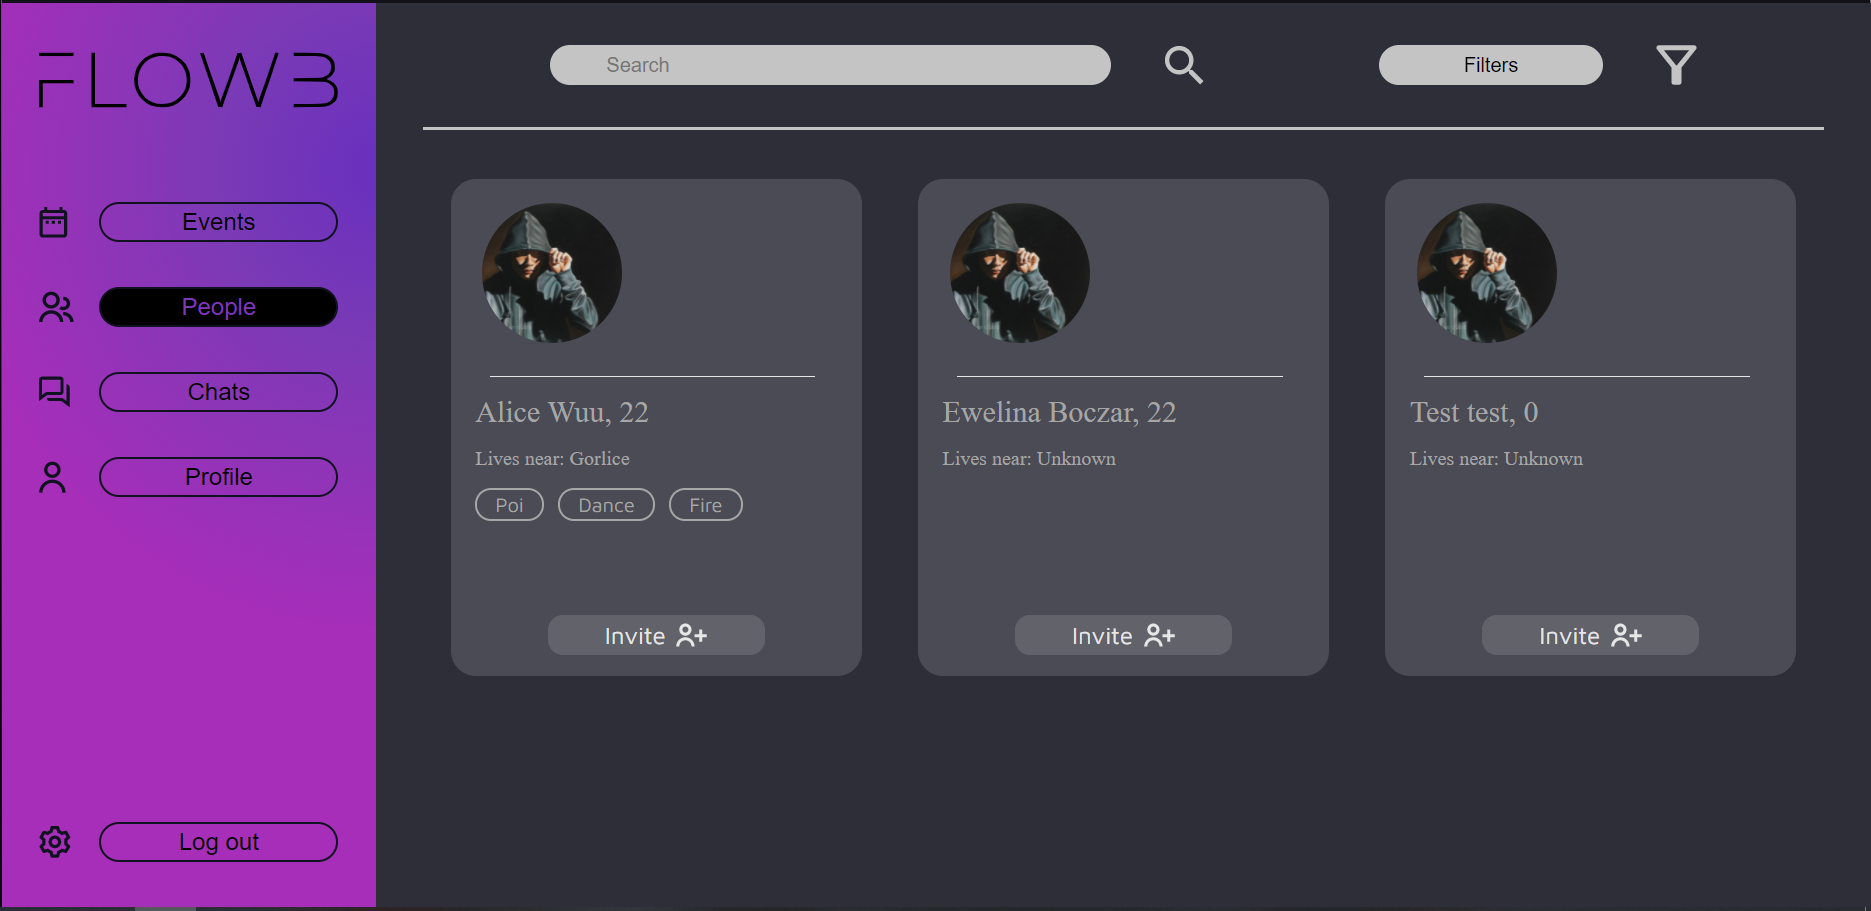 FLOWB
Search
Filters
Events
People
Chats
Profile
Log out
Alice Wuu, 22
Lives near: Gorlice
Poi
Dance
Fire
Invite
Ewelina Boczar, 22
Lives near: Unknown
Invite
Test test, 0
Lives near: Unknown
Invite